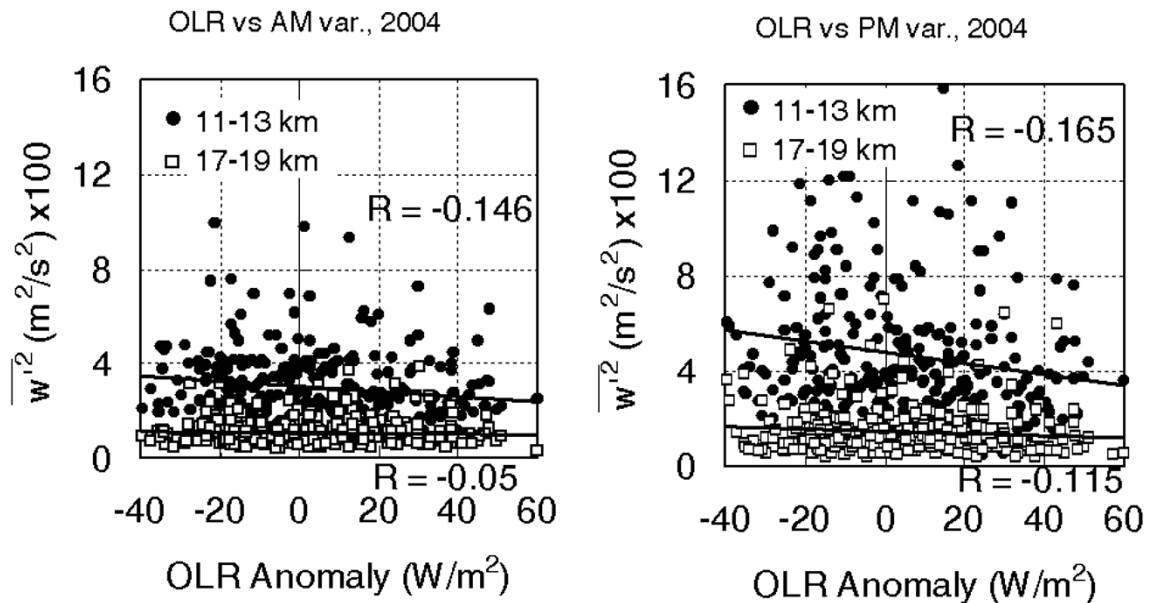 OLR vs AM var., 2004
16
12
8
4
0
11-13 km
17-19 km
R = -0.146
R = -0.05
-40 -20 0 20 40 60
OLR Anomaly (W/m²)
w'² (m²/s²) x100
OLR vs PM var., 2004
16
12
8
4
0
11-13 km
17-19 km
R = -0.165
R = -0.115
-40 -20 0 20 40 60
OLR Anomaly (W/m²)
w'² (m²/s²) x100